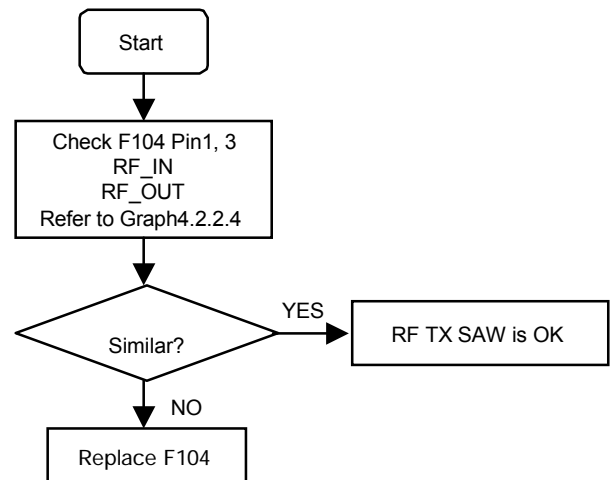 Start
Check F104 Pin1, 3
RF_IN
RF_OUT
Refer to Graph4.2.2.4
Similar?
YES
RF TX SAW is OK
NO
Replace F104